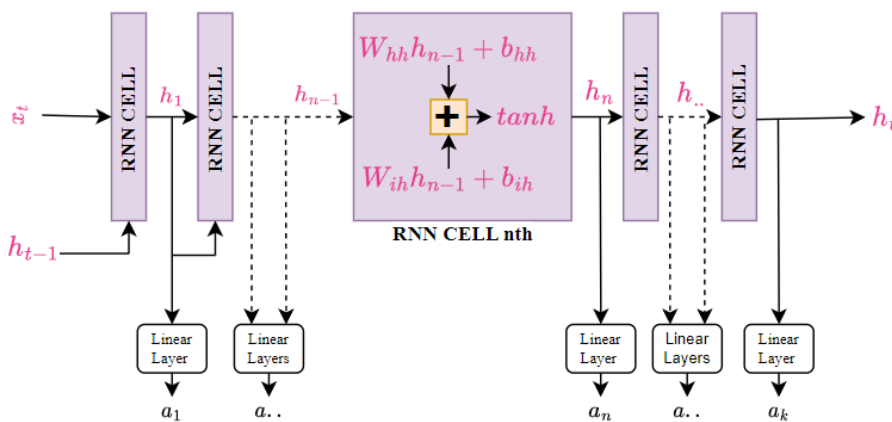 x_t
h_{t-1}
RNN CELL
h_1
RNN CELL
h_{n-1}
W_{hh}h_{n-1} + b_{hh}
+
tanh
W_{ih}h_{n-1} + b_{ih}
RNN CELL nth
h_n
RNN CELL
h_{..}
RNN CELL
Linear
Layer
Linear
Layers
Linear
Layer
Linear
Layers
Linear
Layer
a_1
a..
a_n
a..
a_k